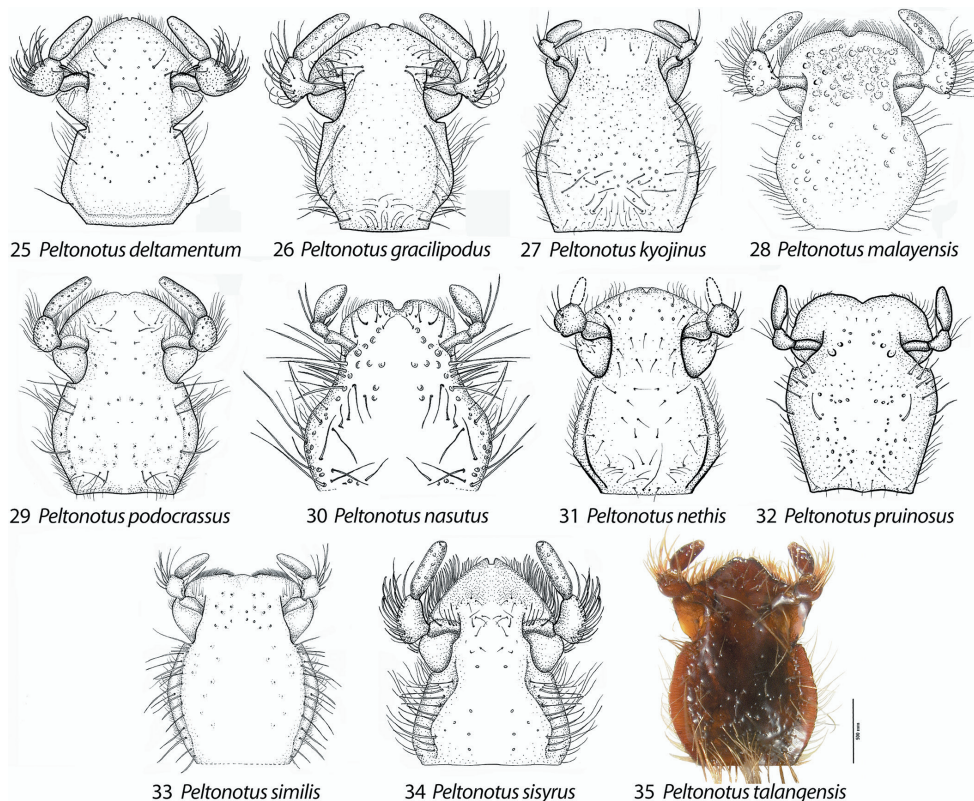 25 Peltonotus deltamentum 26 Peltonotus gracilipodus 27 Peltonotus kyojinus 28 Peltonotus malayensis
29 Peltonotus podocrassus 30 Peltonotus nasutus 31 Peltonotus nethis 32 Peltonotus pruinosus
33 Peltonotus similis 34 Peltonotus sisyrus 35 Peltonotus talangensis